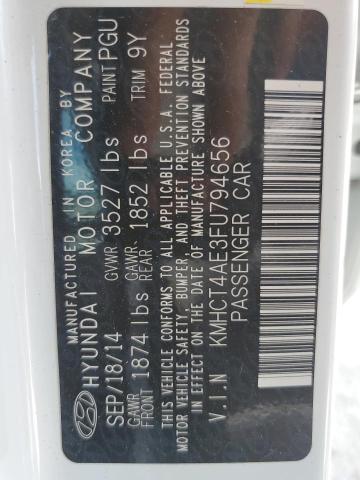 MANUFACTURED IN KOREA BY
HYUNDAI MOTOR COMPANY
SEP/18/14 GVWR 3527 lbs PAINT PGU
GAWR FRONT 1874 lbs GAWR REAR 1852 lbs TRIM 9Y
THIS VEHICLE CONFORMS TO ALL APPLICABLE U.S.A. FEDERAL
MOTOR VEHICLE SAFETY, BUMPER, AND THEFT PREVENTION STANDARDS
IN EFFECT ON THE DATE OF MANUFACTURE SHOWN ABOVE
V.I.N KMHCT4AE3FU794656
PASSENGER CAR